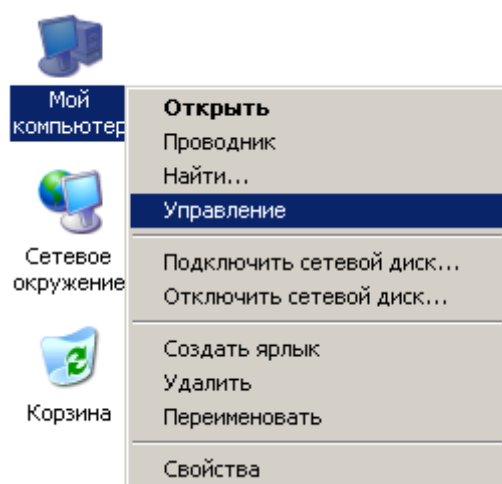 Мой
компьютер
Сетевое
окружение
Корзина
Открыть
Проводник
Найти...
Управление
Подключить сетевой диск...
Отключить сетевой диск...
Создать ярлык
Удалить
Переименовать
Свойства